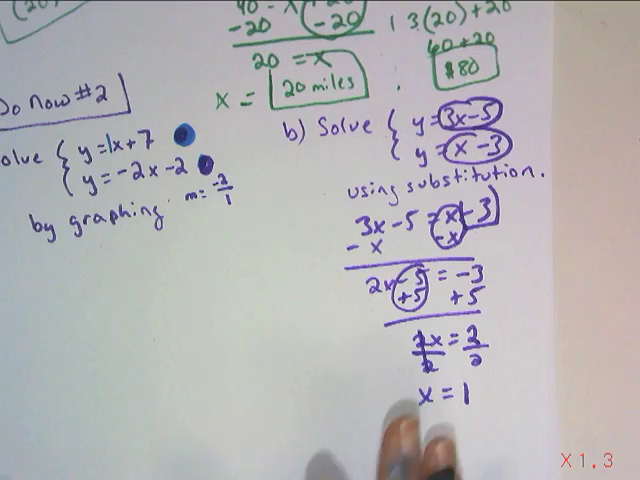 (20)
40 - x
-20 -20
20 = x
x = 20 miles
3(20) + 20
60 + 20
$80
Do Now #2
Solve { y = 1x + 7
y = -2x - 2
by graphing m = -2/1
b) Solve { y = 3x - 5
y = x - 3
using substitution.
3x - 5 = x - 3
- x - x
2x - 5 = -3
+5 +5
2x = 2
2 2
x = 1
X1.3